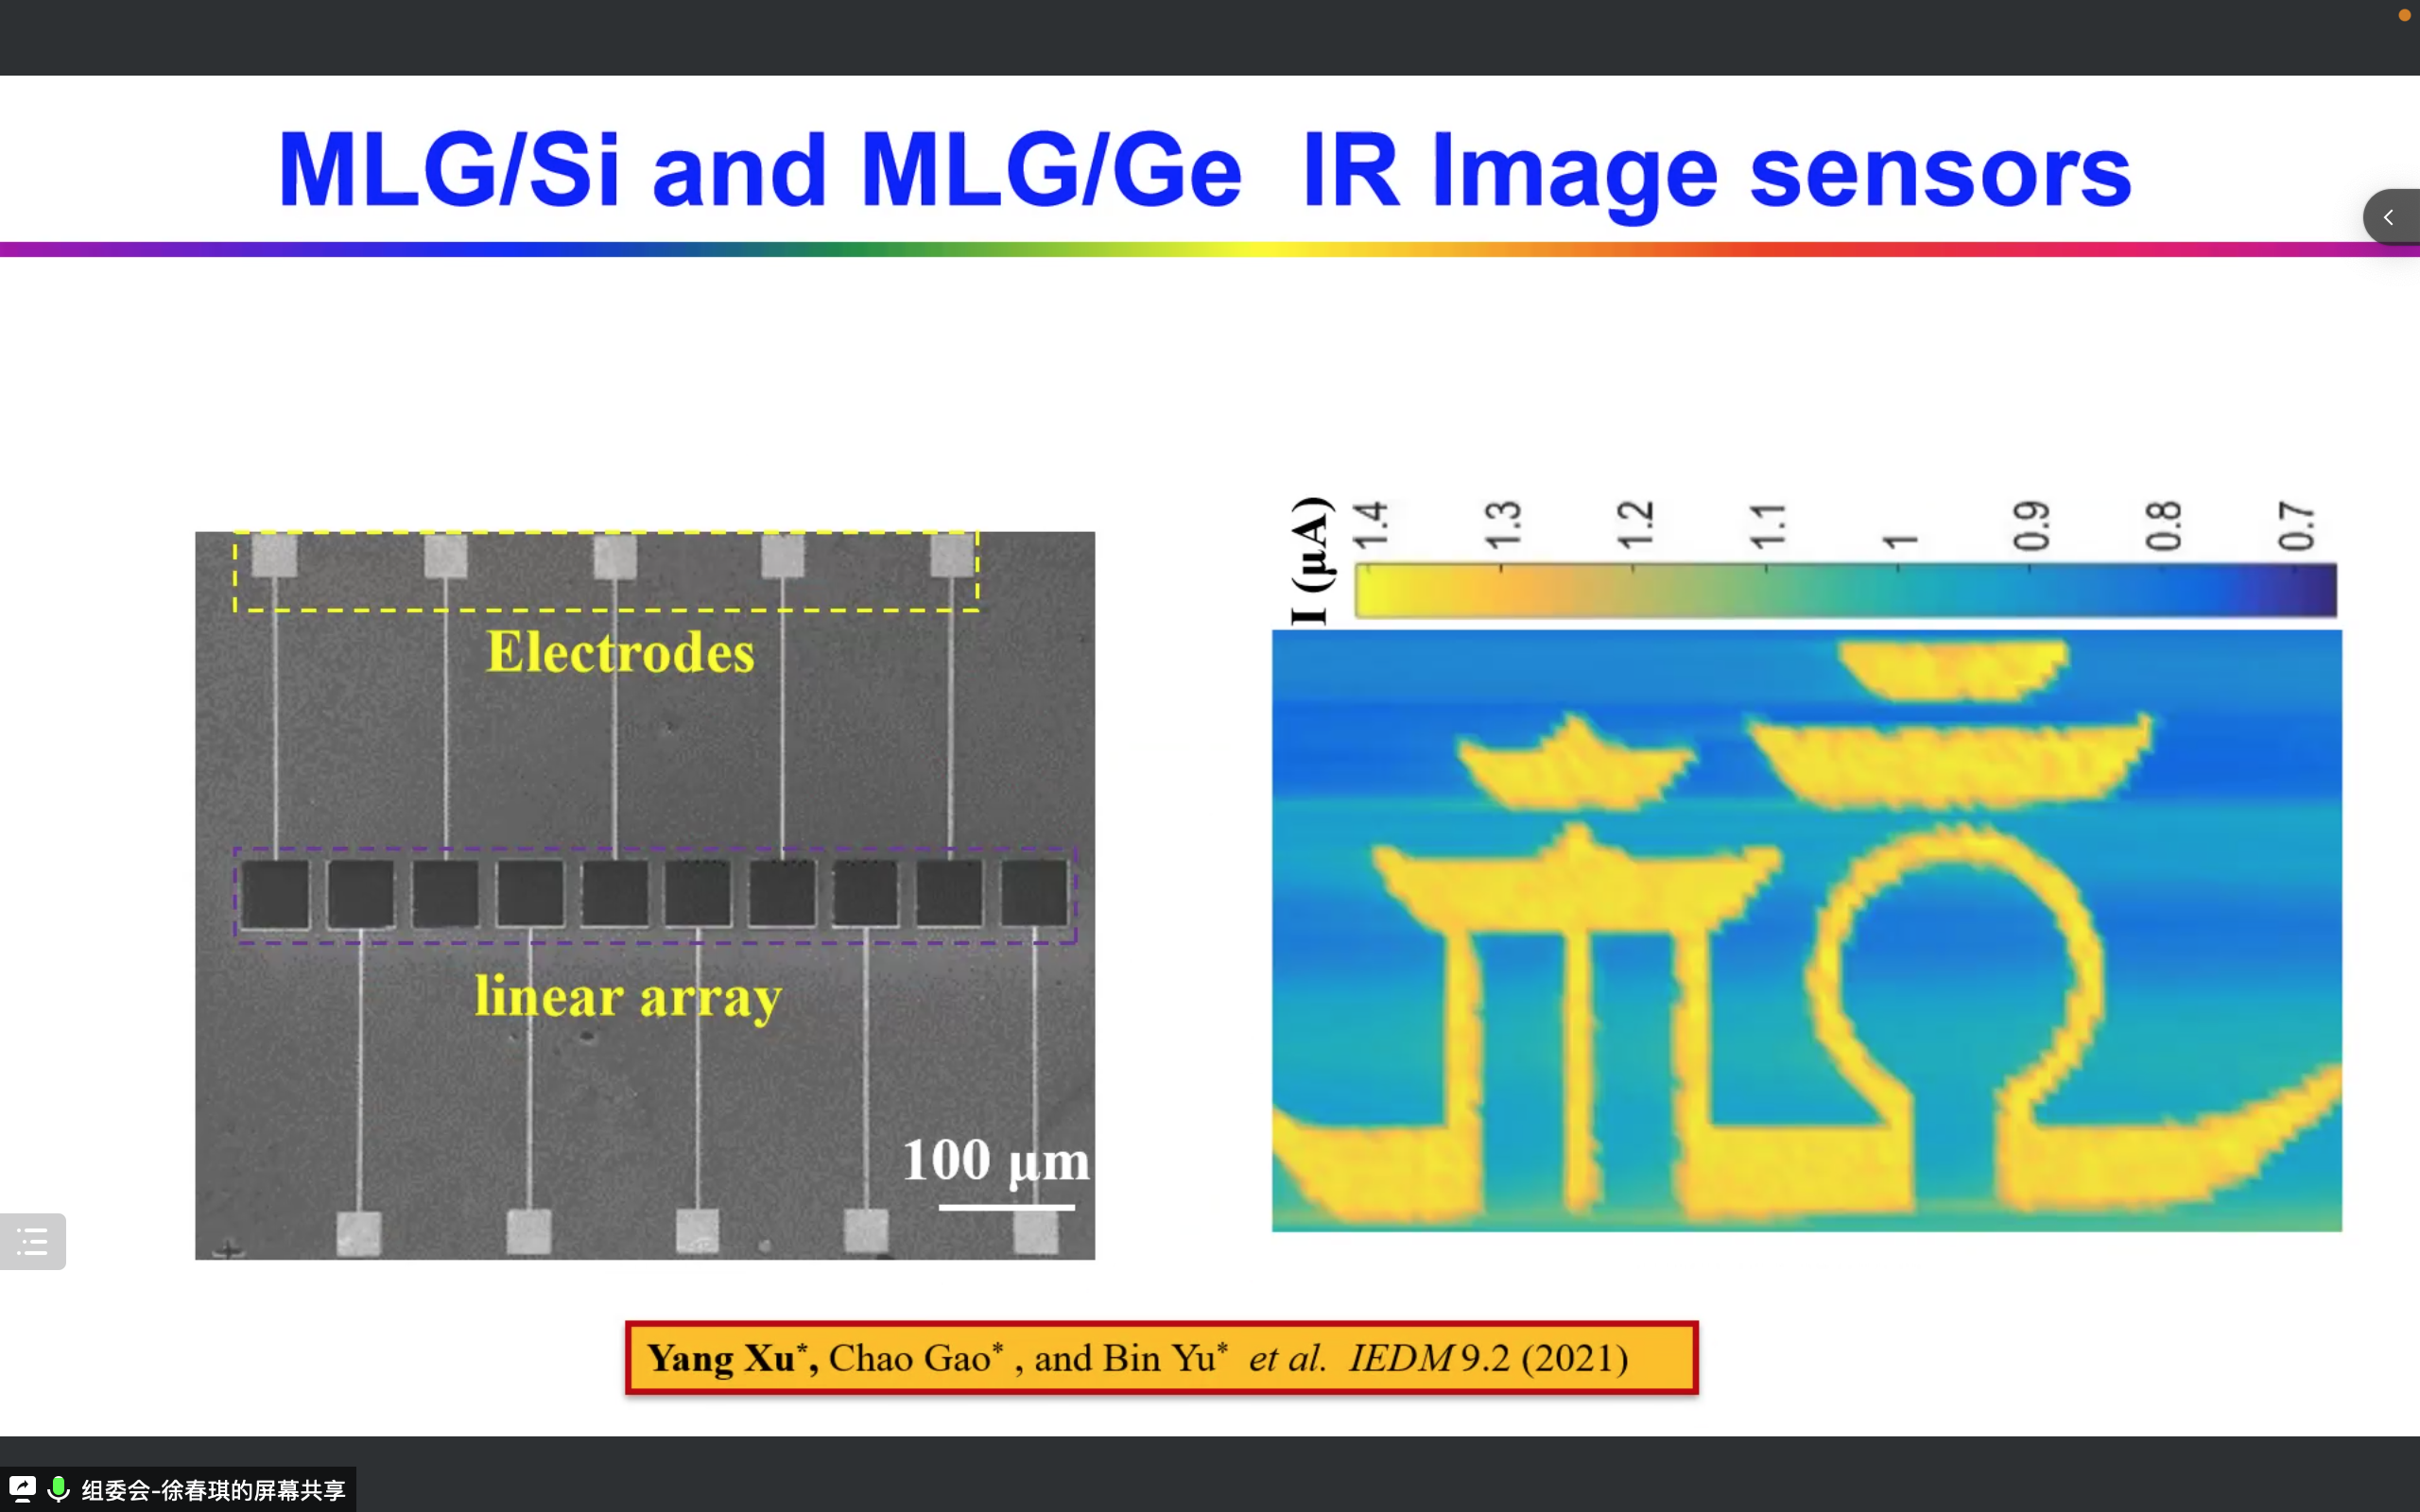 MLG/Si and MLG/Ge IR Image sensors
Electrodes
linear array
100 μm
I (μA)
1.4 1.3 1.2 1.1 1 0.9 0.8 0.7
Yang Xu*, Chao Gao* , and Bin Yu* et al. IEDM 9.2 (2021)
组委会-徐春琪的屏幕共享